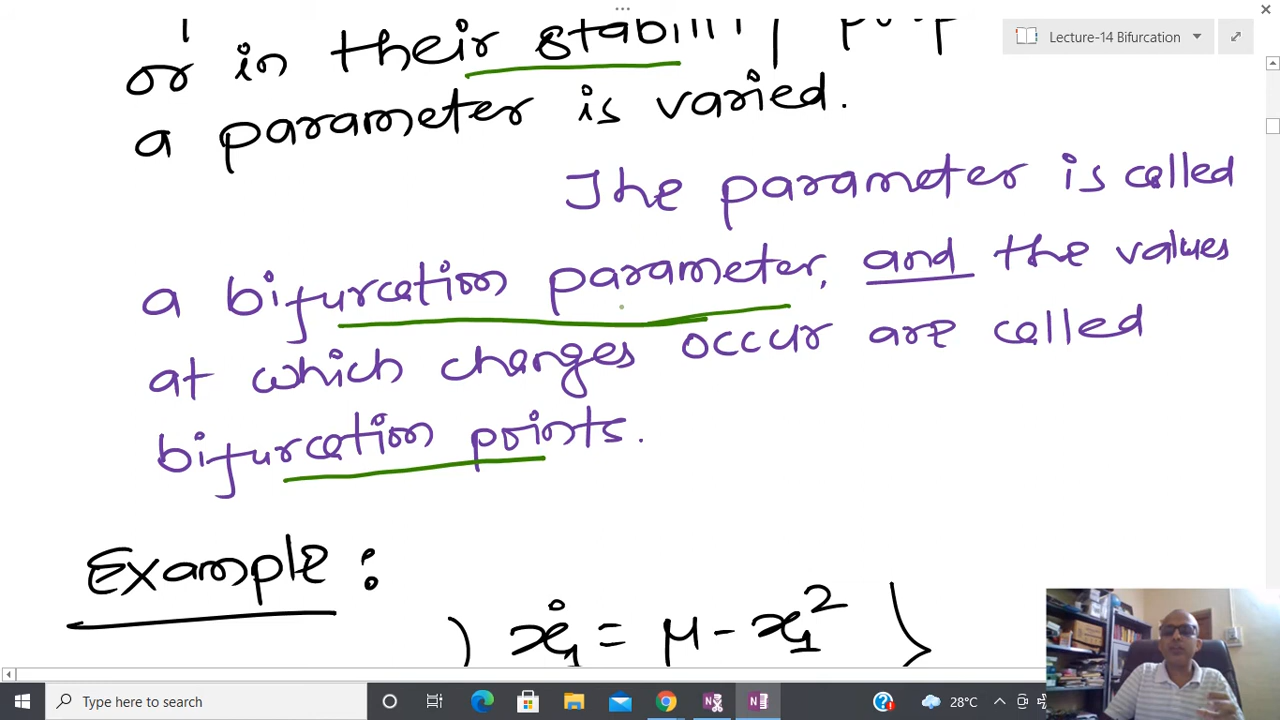 Lecture-14 Bifurcation
or in their
a parameter is varied.
The parameter is called
a bifurcation parameter, and the values
at which changes occur are called
bifurcation points.
Example :
ẋ₁ = μ - x₁²
Type here to search
28°C